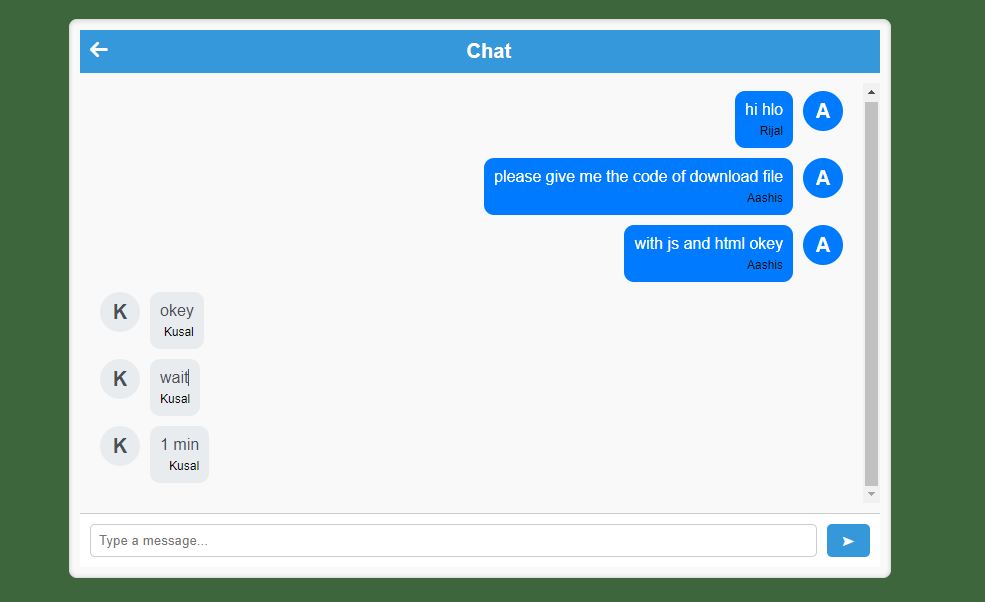 Chat
hi hlo
A
Rijal
please give me the code of download file
A
Aashis
with js and html okey
A
Aashis
K
okey
Kusal
K
wait
Kusal
K
1 min
Kusal
Type a message...